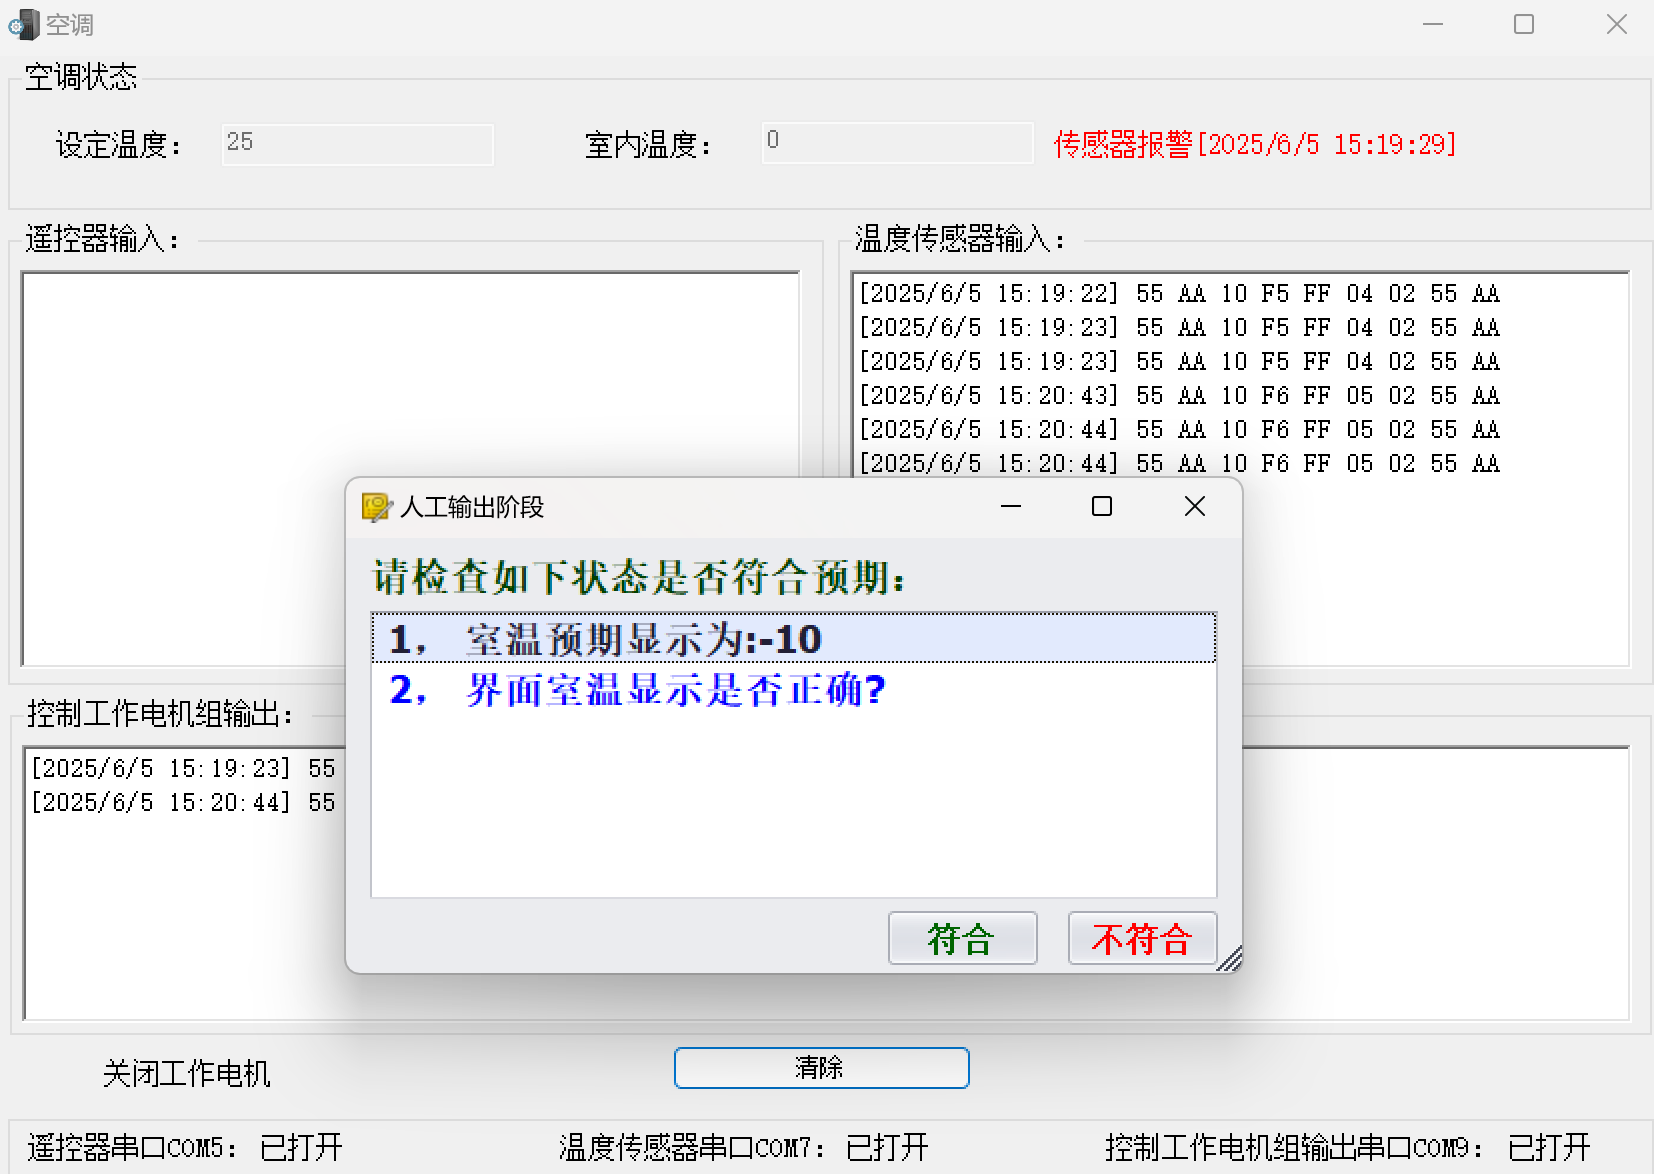 空调
空调状态
设定温度： 25 室内温度： 0 传感器报警[2025/6/5 15:19:29]
遥控器输入：
温度传感器输入：
[2025/6/5 15:19:22] 55 AA 10 F5 FF 04 02 55 AA
[2025/6/5 15:19:23] 55 AA 10 F5 FF 04 02 55 AA
[2025/6/5 15:19:23] 55 AA 10 F5 FF 04 02 55 AA
[2025/6/5 15:20:43] 55 AA 10 F6 FF 05 02 55 AA
[2025/6/5 15:20:44] 55 AA 10 F6 FF 05 02 55 AA
[2025/6/5 15:20:44] 55 AA 10 F6 FF 05 02 55 AA
人工输出阶段
请检查如下状态是否符合预期：
1， 室温预期显示为:-10
2， 界面室温显示是否正确?
符合 不符合
控制工作电机组输出：
[2025/6/5 15:19:23] 55
[2025/6/5 15:20:44] 55
关闭工作电机
清除
遥控器串口COM5： 已打开 温度传感器串口COM7： 已打开 控制工作电机组输出串口COM9： 已打开